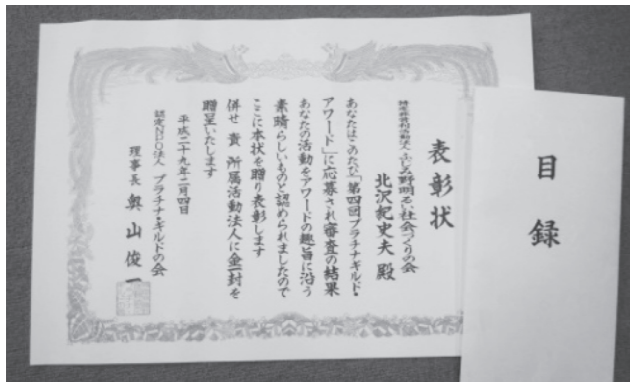 表彰状
特定非営利活動法人 ふじみ野明るい社会づくりの会
北沢紀史夫 殿
あなたはこのたび「第四回プラチナ・ギルド・
アワード」に応募され審査の結果
あなたの活動をアワードの趣旨に沿う
素晴らしいものと認められましたので
ここに本状を贈り表彰します
併せ 貴 所属活動法人に金一封を
贈呈いたします
平成二十九年二月四日
認定NPO法人 プラチナ・ギルドの会
理事長 奥山俊一
目録